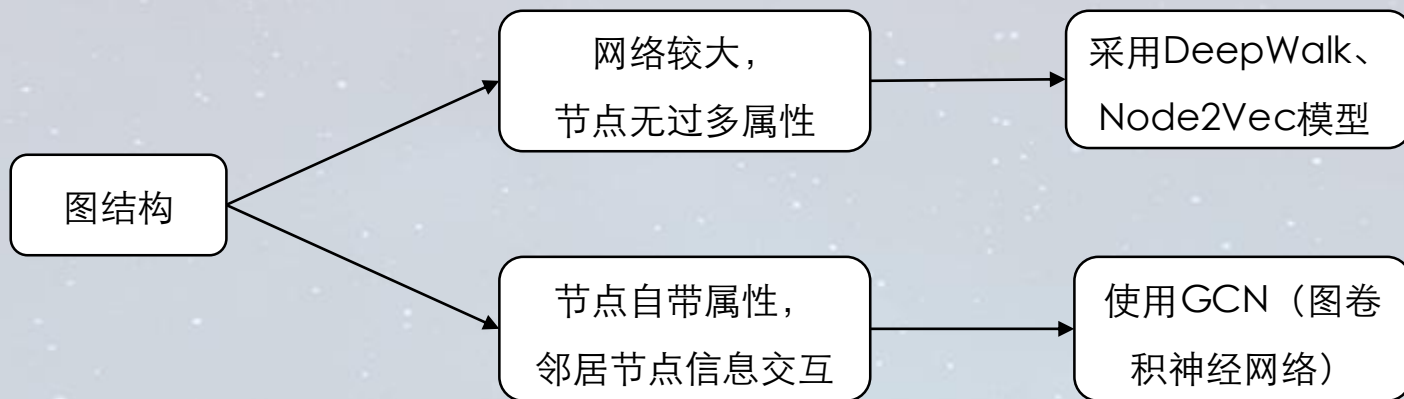 网络较大，
节点无过多属性
采用DeepWalk、
Node2Vec模型
图结构
节点自带属性，
邻居节点信息交互
使用GCN（图卷
积神经网络）